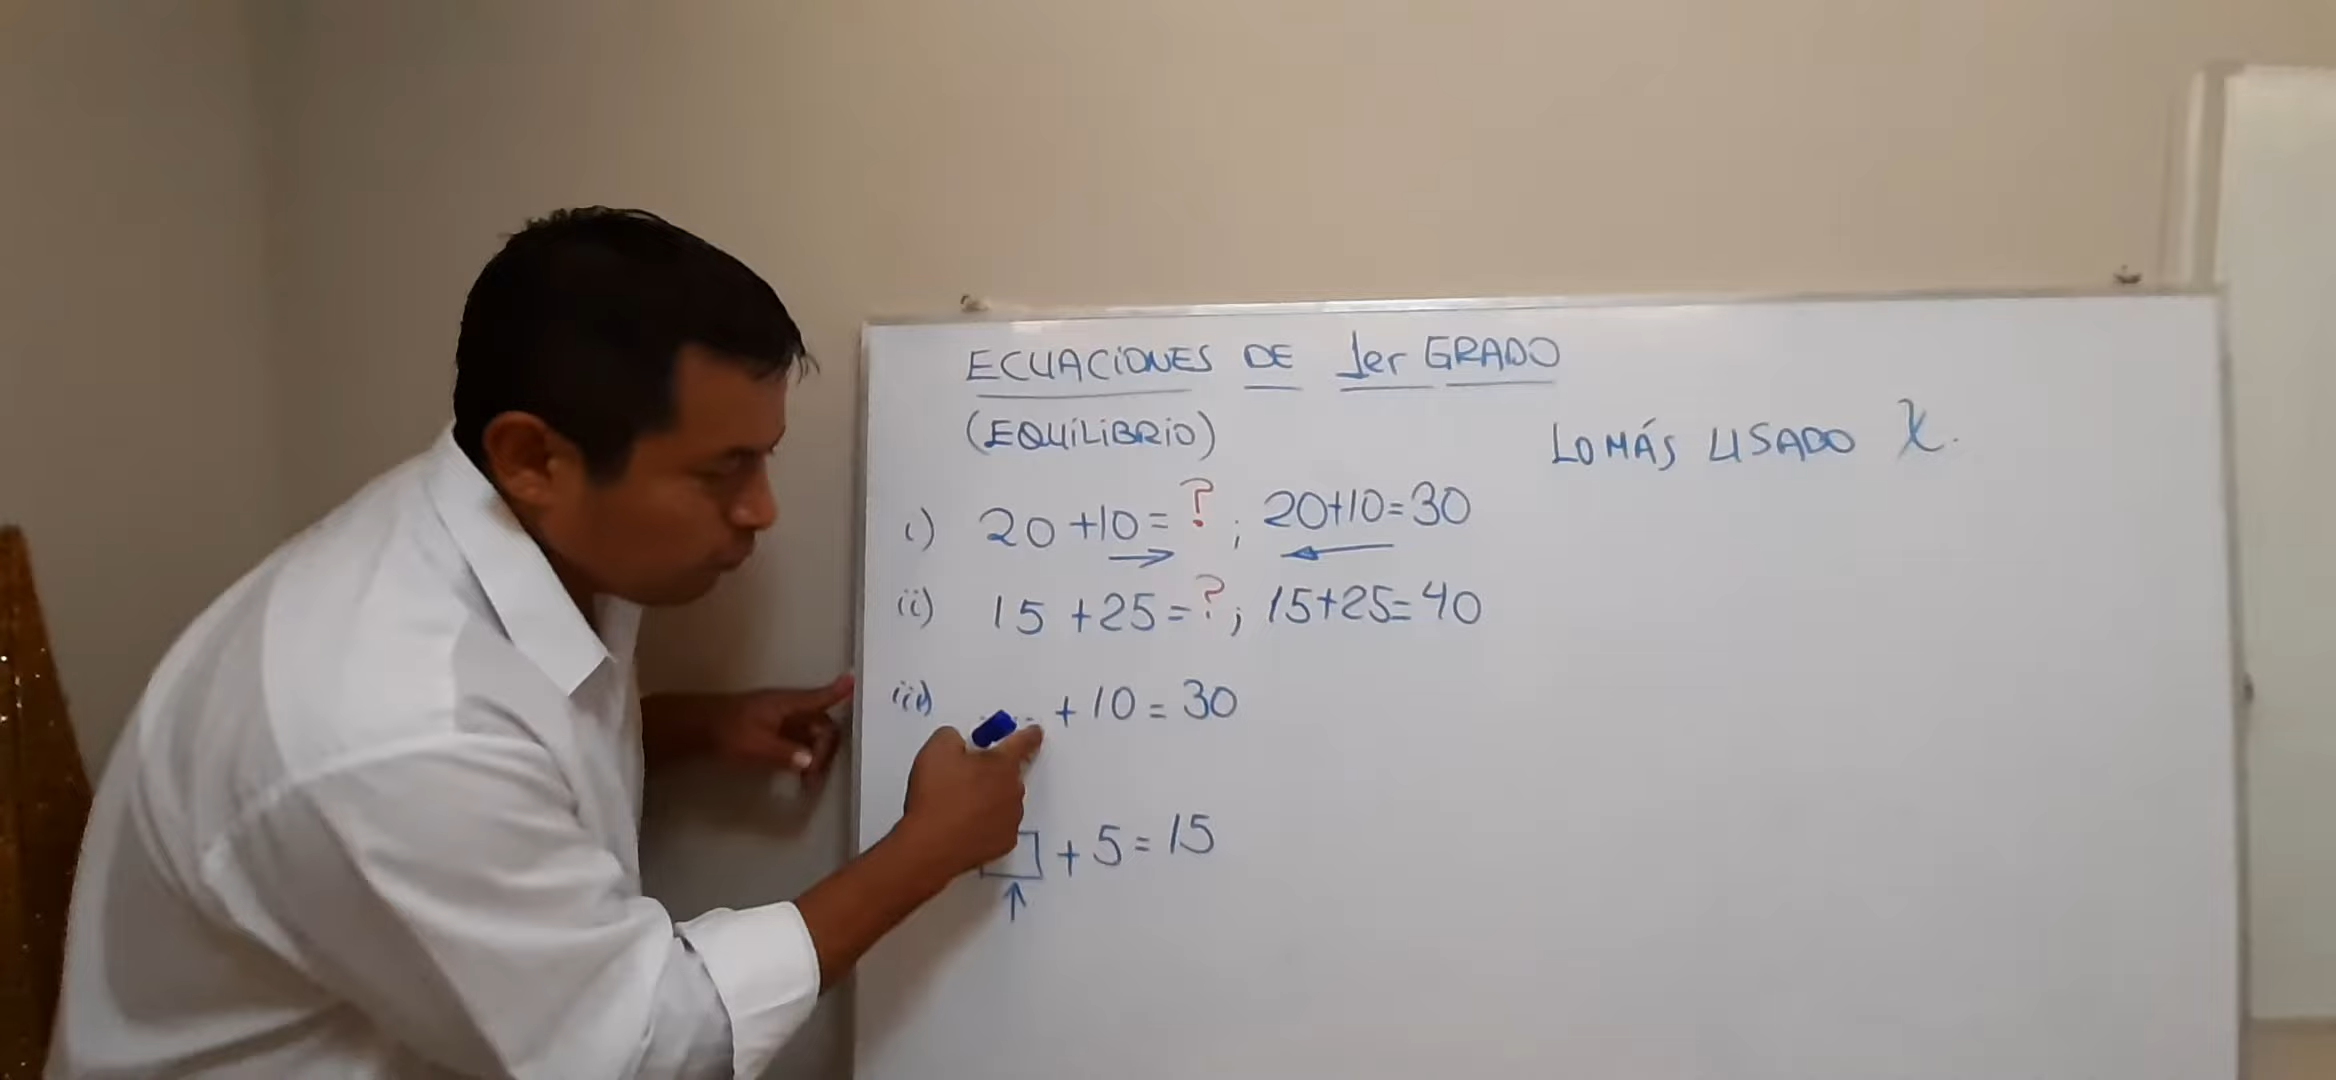 ECUACIONES DE 1er GRADO
(EQUILIBRIO)
LO MÁS USADO X.
i) 20 +10 = ? ; 20+10=30
ii) 15 +25 = ? ; 15+25=40
iii) .... + 10 = 30
+ 5 = 15